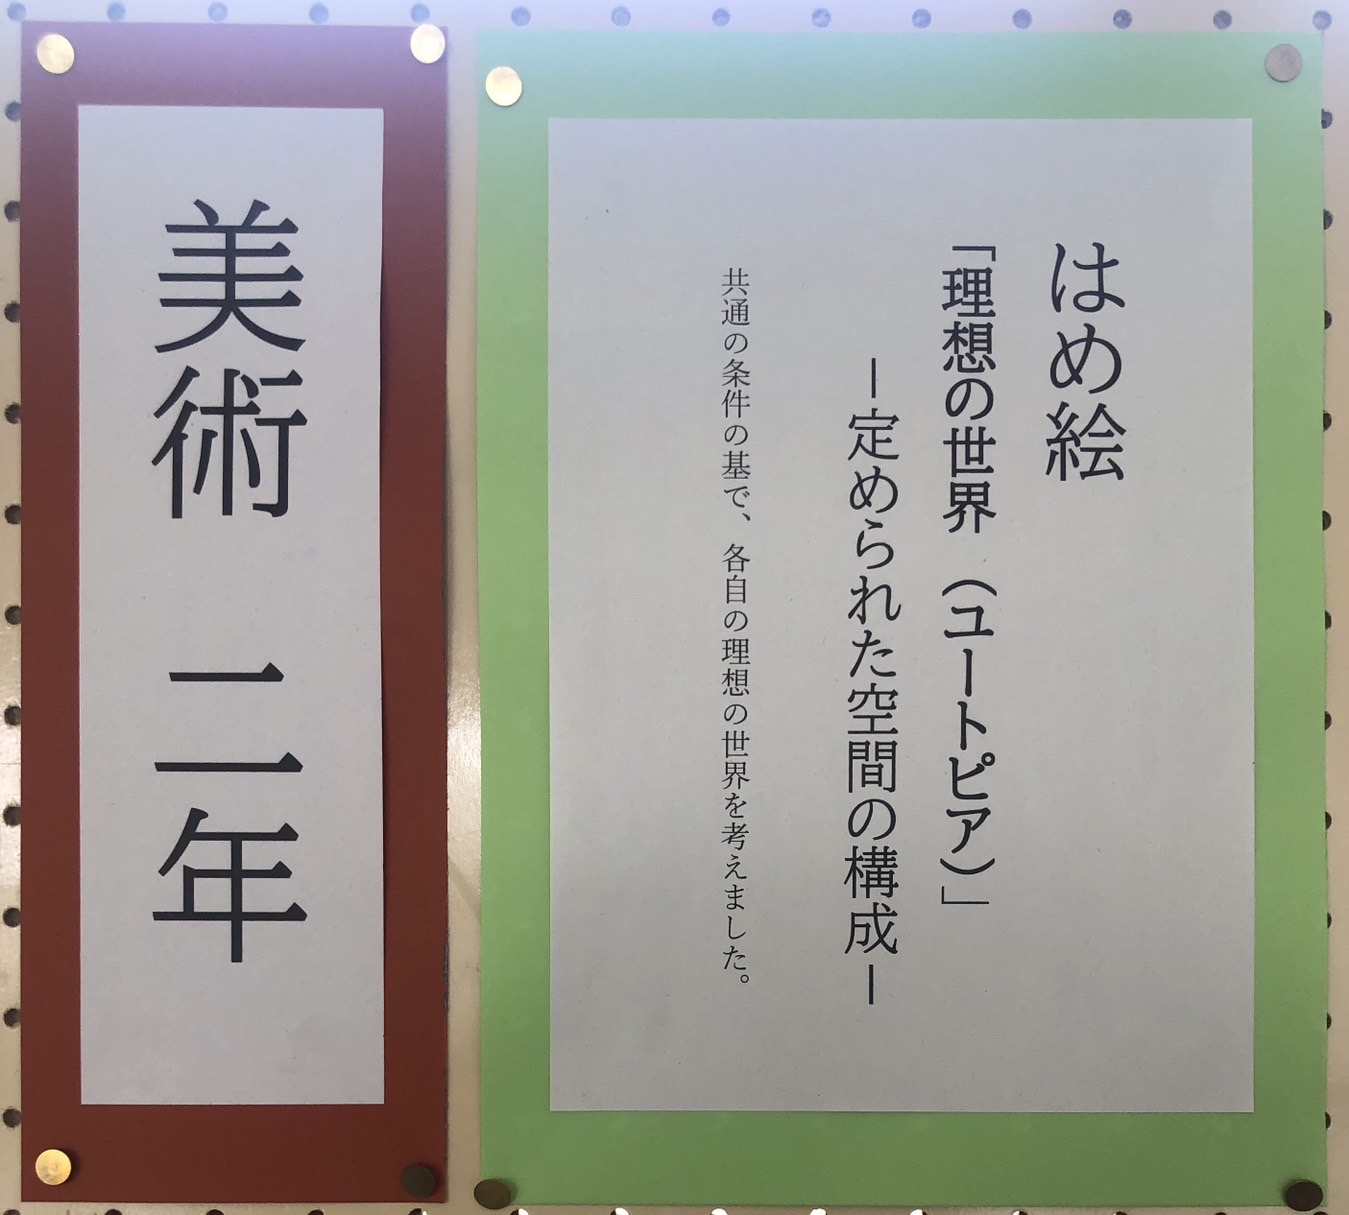 はめ絵
「理想の世界（ユートピア）」
ー定められた空間の構成ー
共通の条件の基で、各自の理想の世界を考えました。
美術 二年